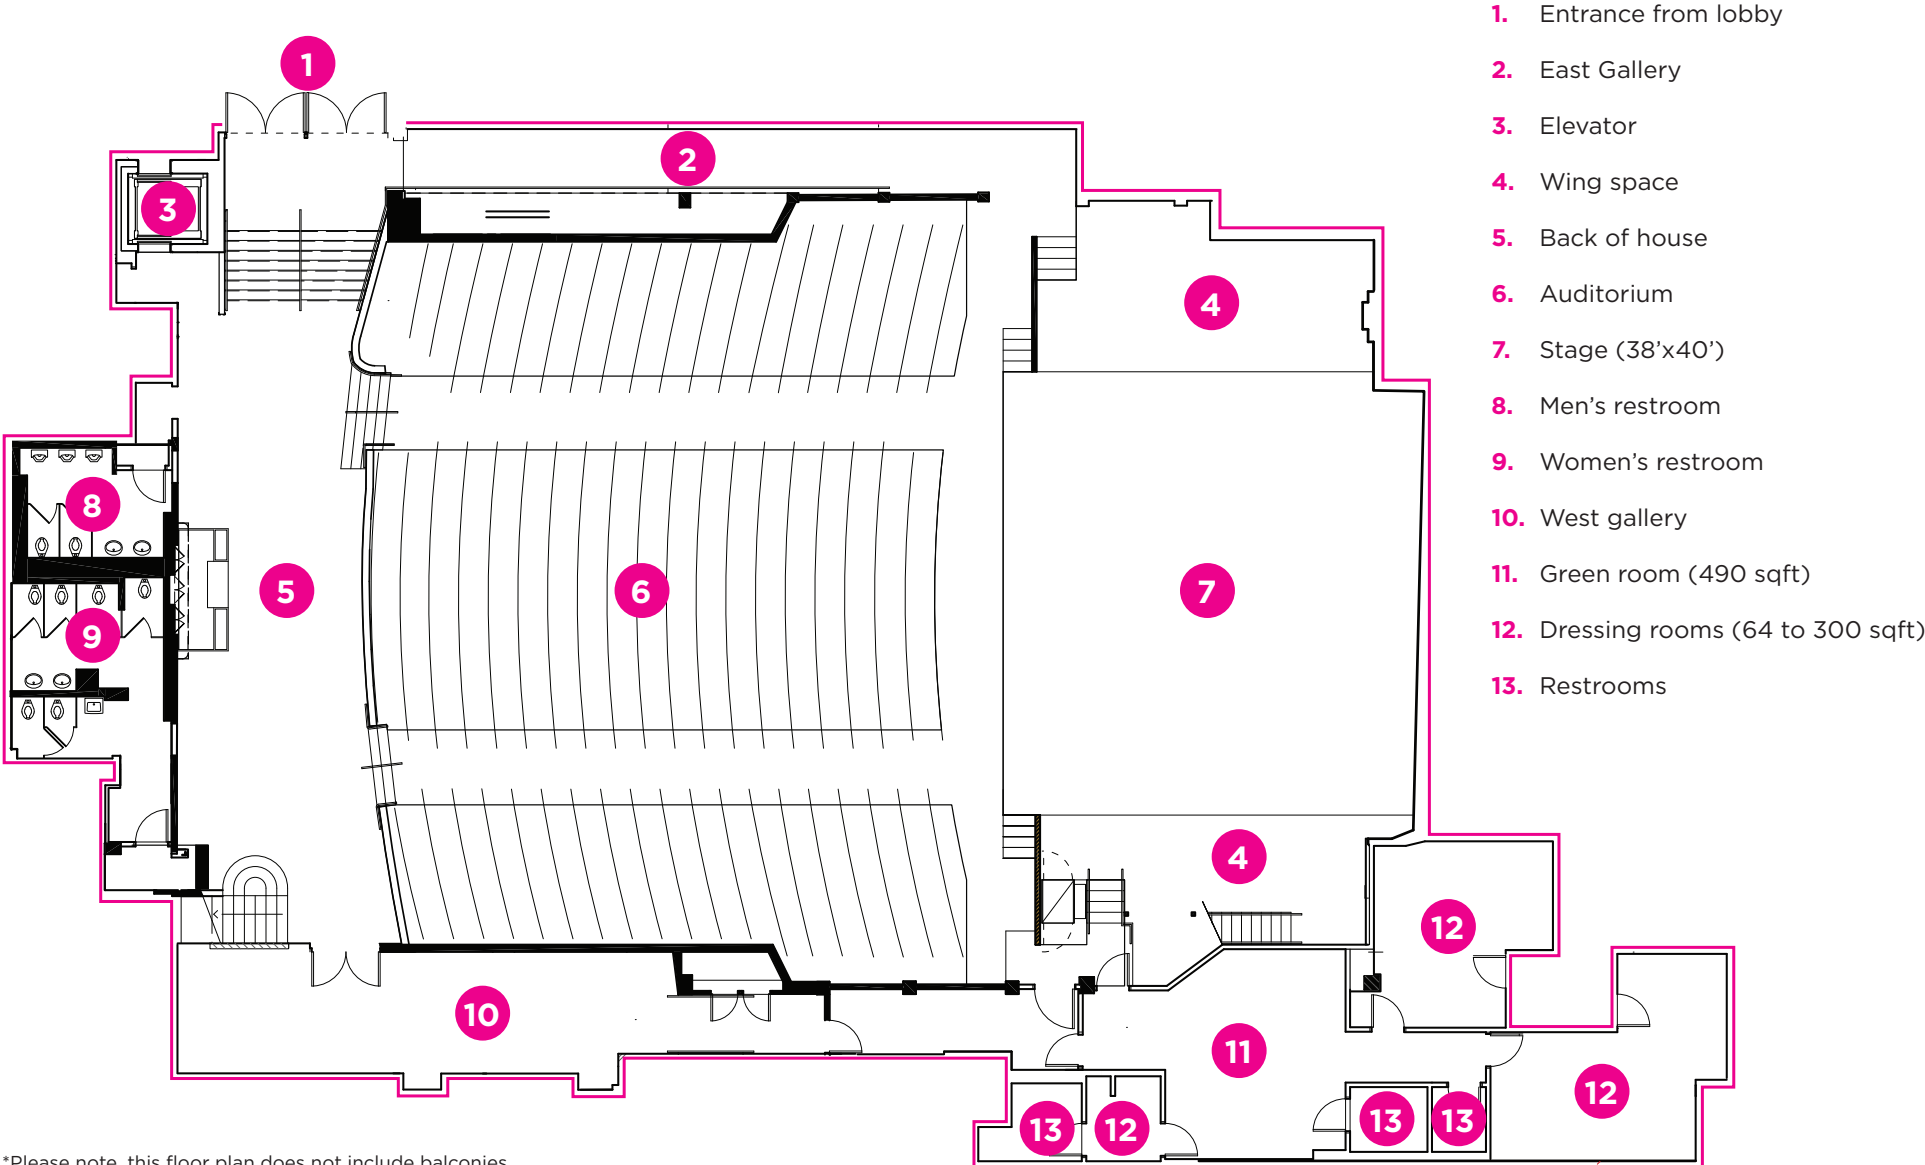 1. Entrance from lobby
2. East Gallery
3. Elevator
4. Wing space
5. Back of house
6. Auditorium
7. Stage (38’x40’)
8. Men’s restroom
9. Women’s restroom
10. West gallery
11. Green room (490 sqft)
12. Dressing rooms (64 to 300 sqft)
13. Restrooms
1
2
3
4
5
6
7
8
9
4
10
11
12
12
13
12
13
13
*Please note, this floor plan does not include balconies